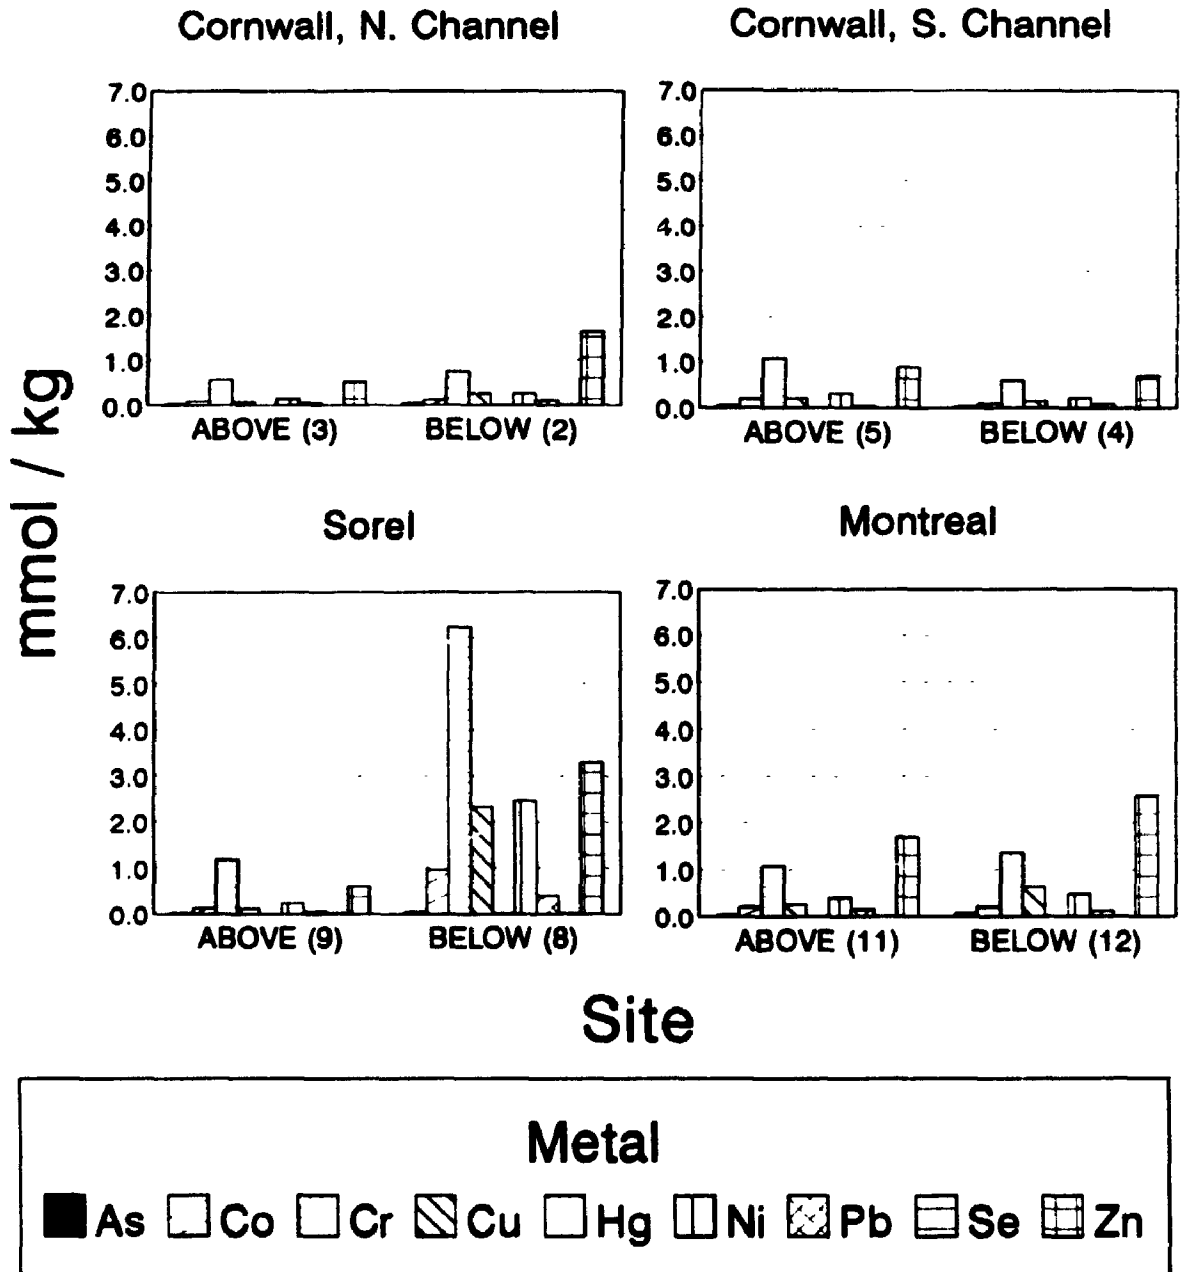 Cornwall, N. Channel
Cornwall, S. Channel
7.0
6.0
5.0
4.0
3.0
2.0
1.0
0.0
ABOVE (3) BELOW (2)
7.0
6.0
5.0
4.0
3.0
2.0
1.0
0.0
ABOVE (5) BELOW (4)
mmol / kg
Sorel
Montreal
7.0
6.0
5.0
4.0
3.0
2.0
1.0
0.0
ABOVE (9) BELOW (8)
7.0
6.0
5.0
4.0
3.0
2.0
1.0
0.0
ABOVE (11) BELOW (12)
Site
Metal
As Co Cr Cu Hg Ni Pb Se Zn